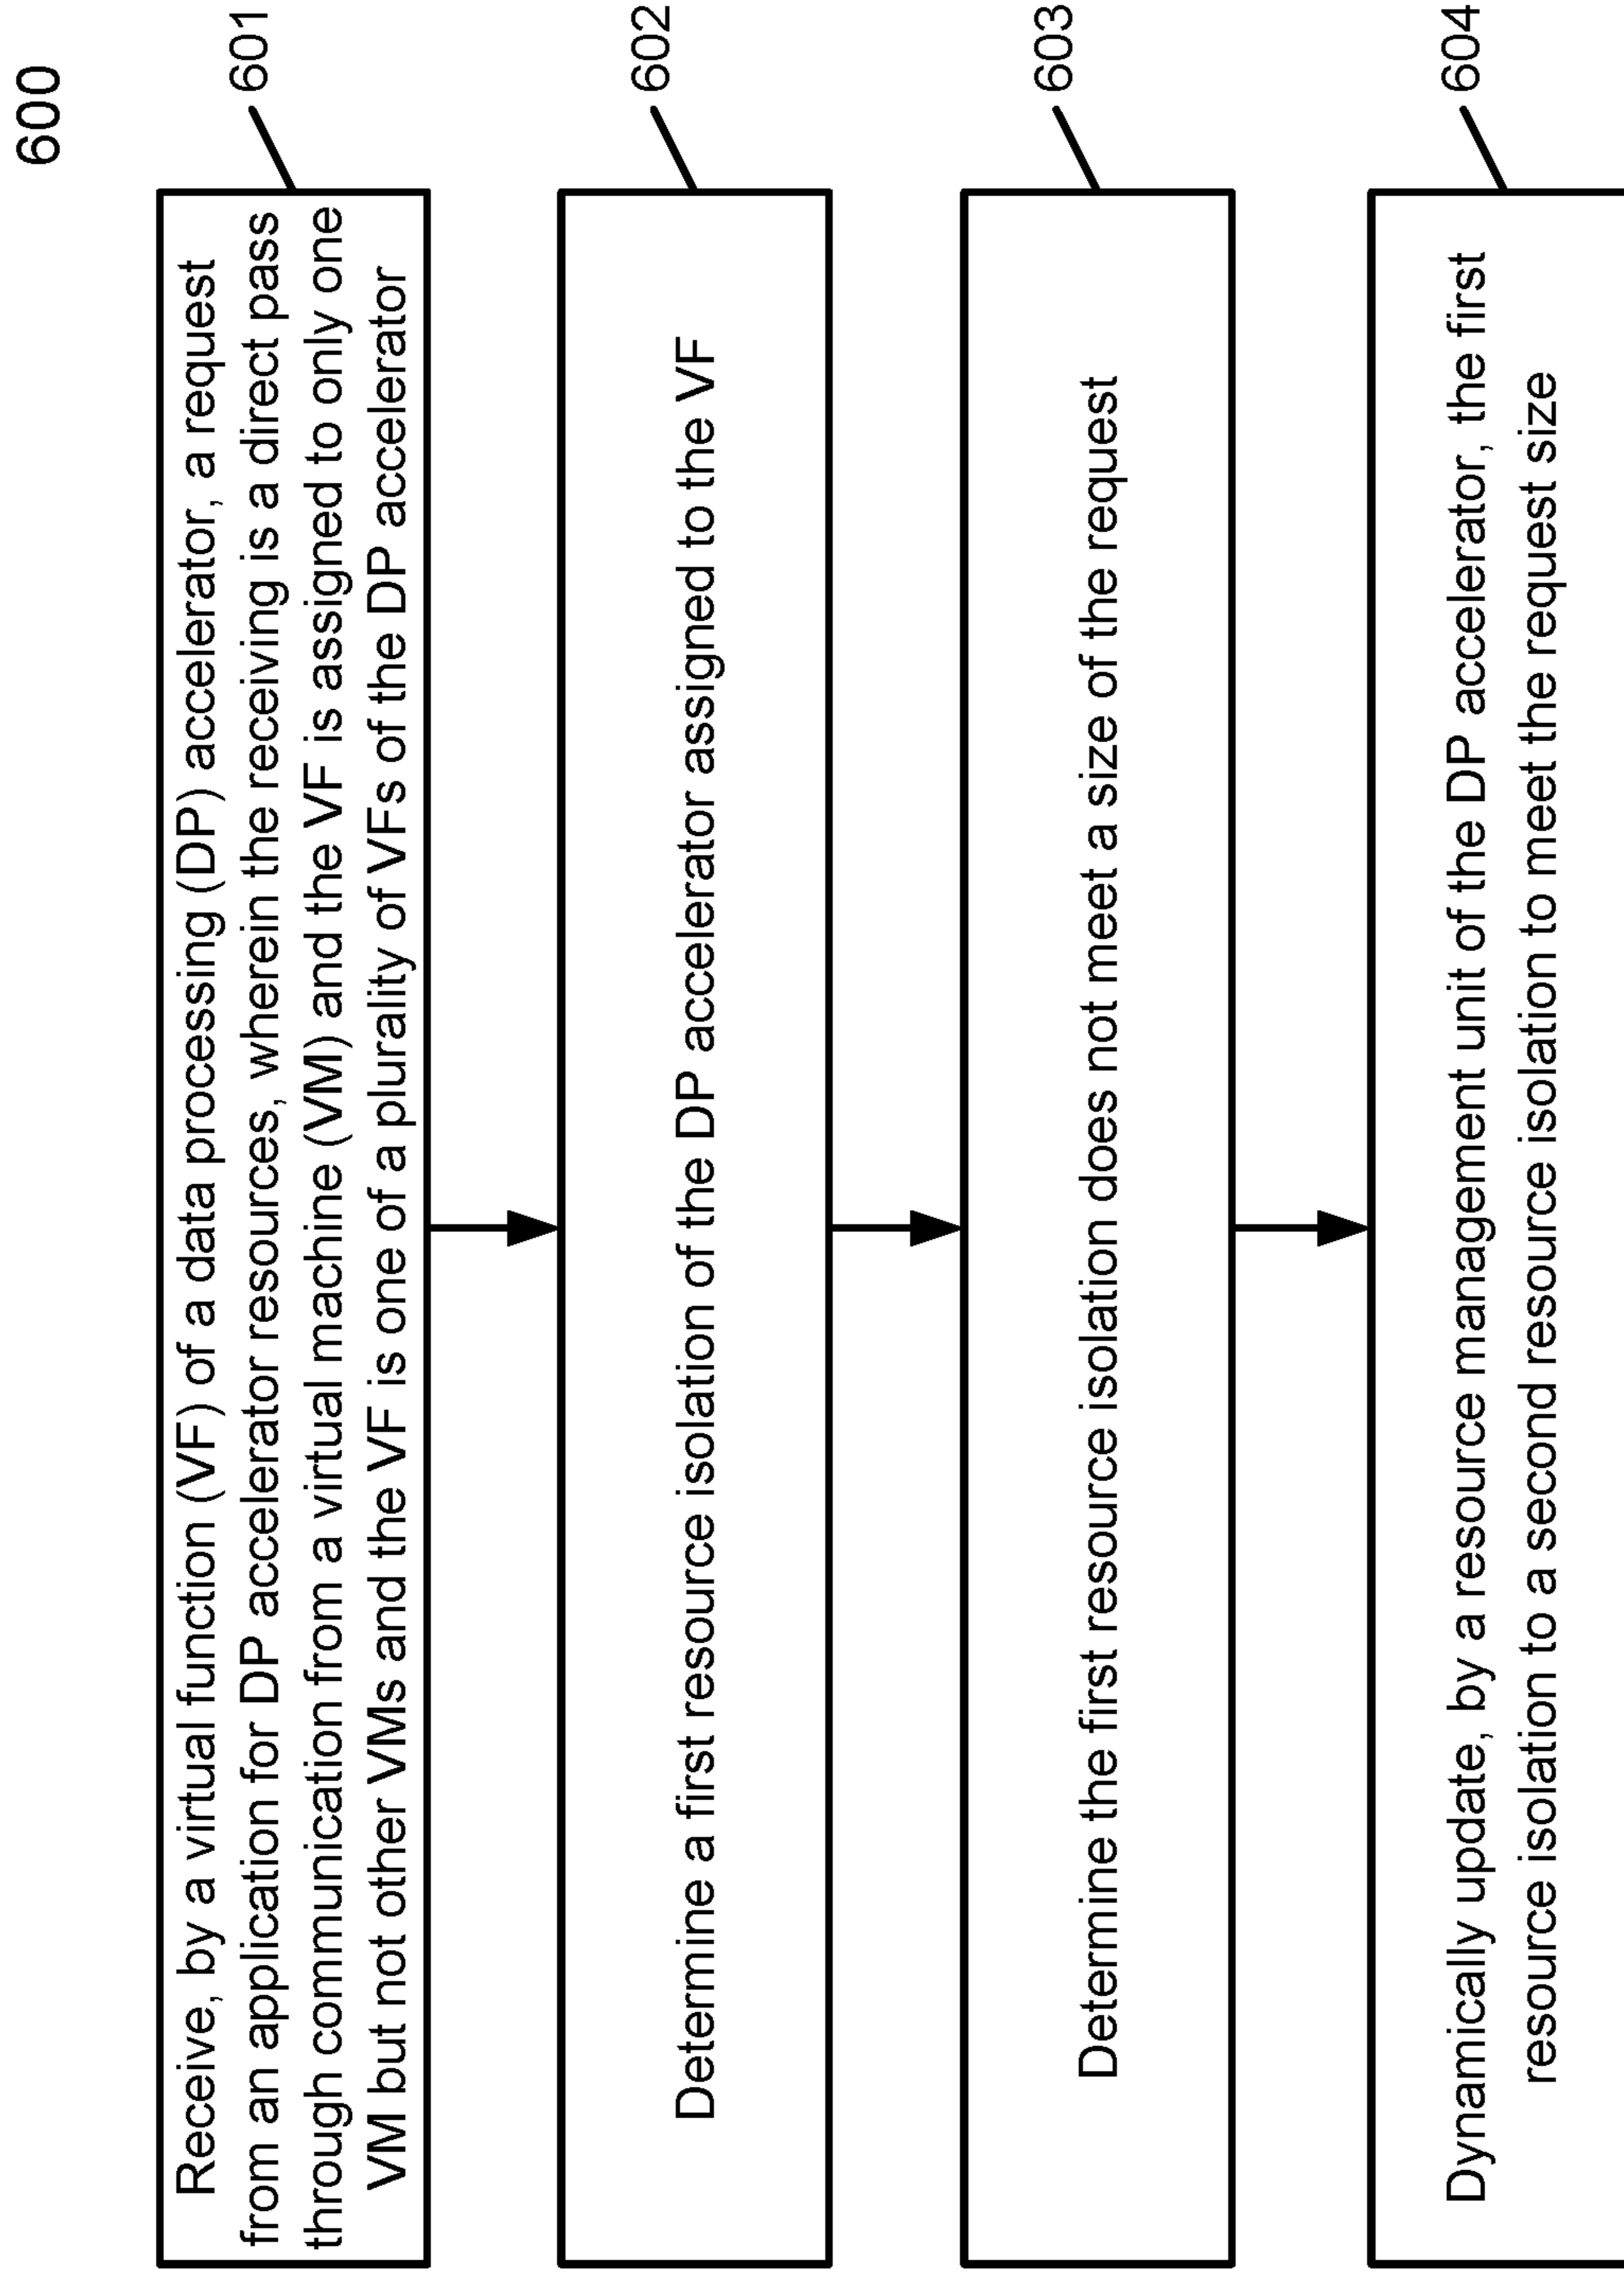 600
601
Receive, by a virtual function (VF) of a data processing (DP) accelerator, a request
from an application for DP accelerator resources, wherein the receiving is a direct pass
through communication from a virtual machine (VM) and the VF is assigned to only one
VM but not other VMs and the VF is one of a plurality of VFs of the DP accelerator
602
Determine a first resource isolation of the DP accelerator assigned to the VF
603
Determine the first resource isolation does not meet a size of the request
604
Dynamically update, by a resource management unit of the DP accelerator, the first
resource isolation to a second resource isolation to meet the request size